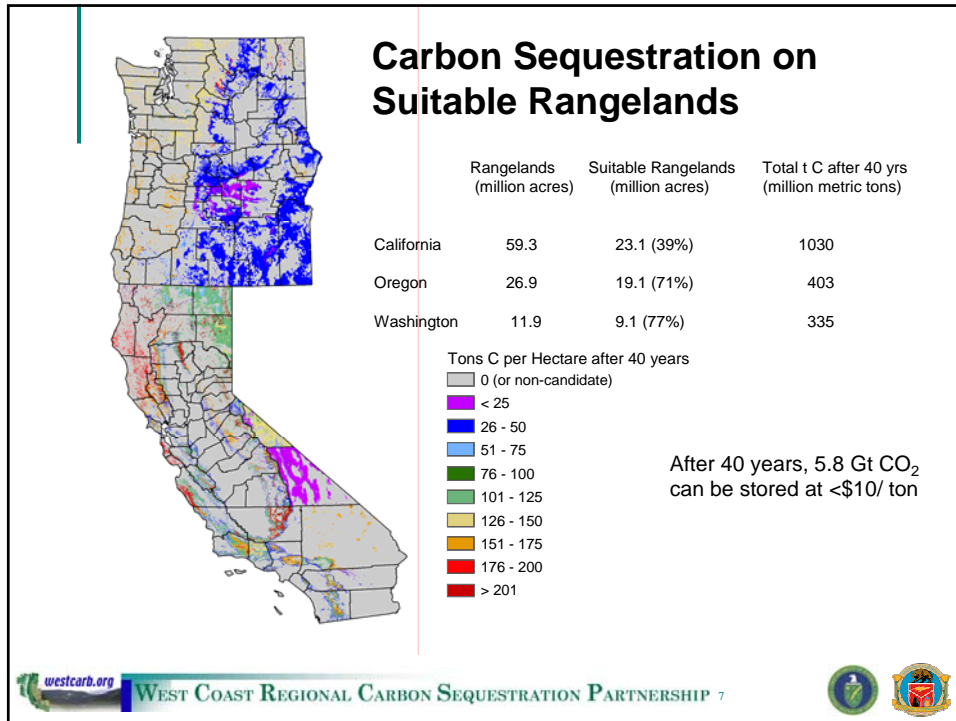 Carbon Sequestration on
Suitable Rangelands
Rangelands Suitable Rangelands Total t C after 40 yrs
(million acres) (million acres) (million metric tons)
California 59.3 23.1 (39%) 1030
Oregon 26.9 19.1 (71%) 403
Washington 11.9 9.1 (77%) 335
Tons C per Hectare after 40 years
0 (or non-candidate)
< 25
26 - 50
51 - 75
76 - 100
101 - 125
126 - 150
151 - 175
176 - 200
> 201
After 40 years, 5.8 Gt CO₂
can be stored at <$10/ ton
westcarb.org
WEST COAST REGIONAL CARBON SEQUESTRATION PARTNERSHIP 7